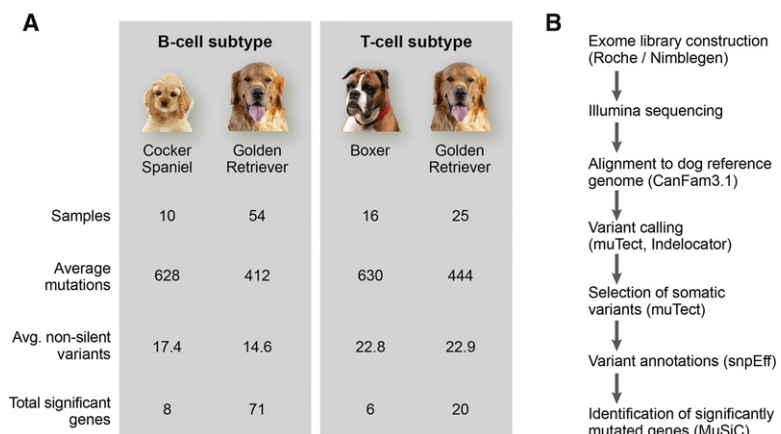 A
B-cell subtype
T-cell subtype
Cocker
Spaniel
Golden
Retriever
Boxer
Golden
Retriever
Samples
10
54
16
25
Average
mutations
628
412
630
444
Avg. non-silent
variants
17.4
14.6
22.8
22.9
Total significant
genes
8
71
6
20
B
Exome library construction
(Roche / Nimblegen)
Illumina sequencing
Alignment to dog reference
genome (CanFam3.1)
Variant calling
(muTect, Indelocator)
Selection of somatic
variants (muTect)
Variant annotations (snpEff)
Identification of significantly
mutated genes (MuSiC)